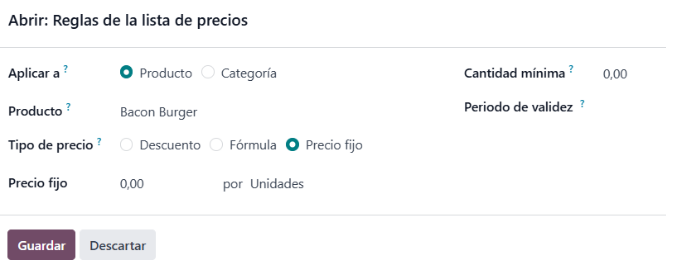 Abrir: Reglas de la lista de precios
Aplicar a ? Producto Categoría Cantidad mínima ? 0,00
Producto ? Bacon Burger Periodo de validez ?
Tipo de precio ? Descuento Fórmula Precio fijo
Precio fijo 0,00 por Unidades
Guardar Descartar